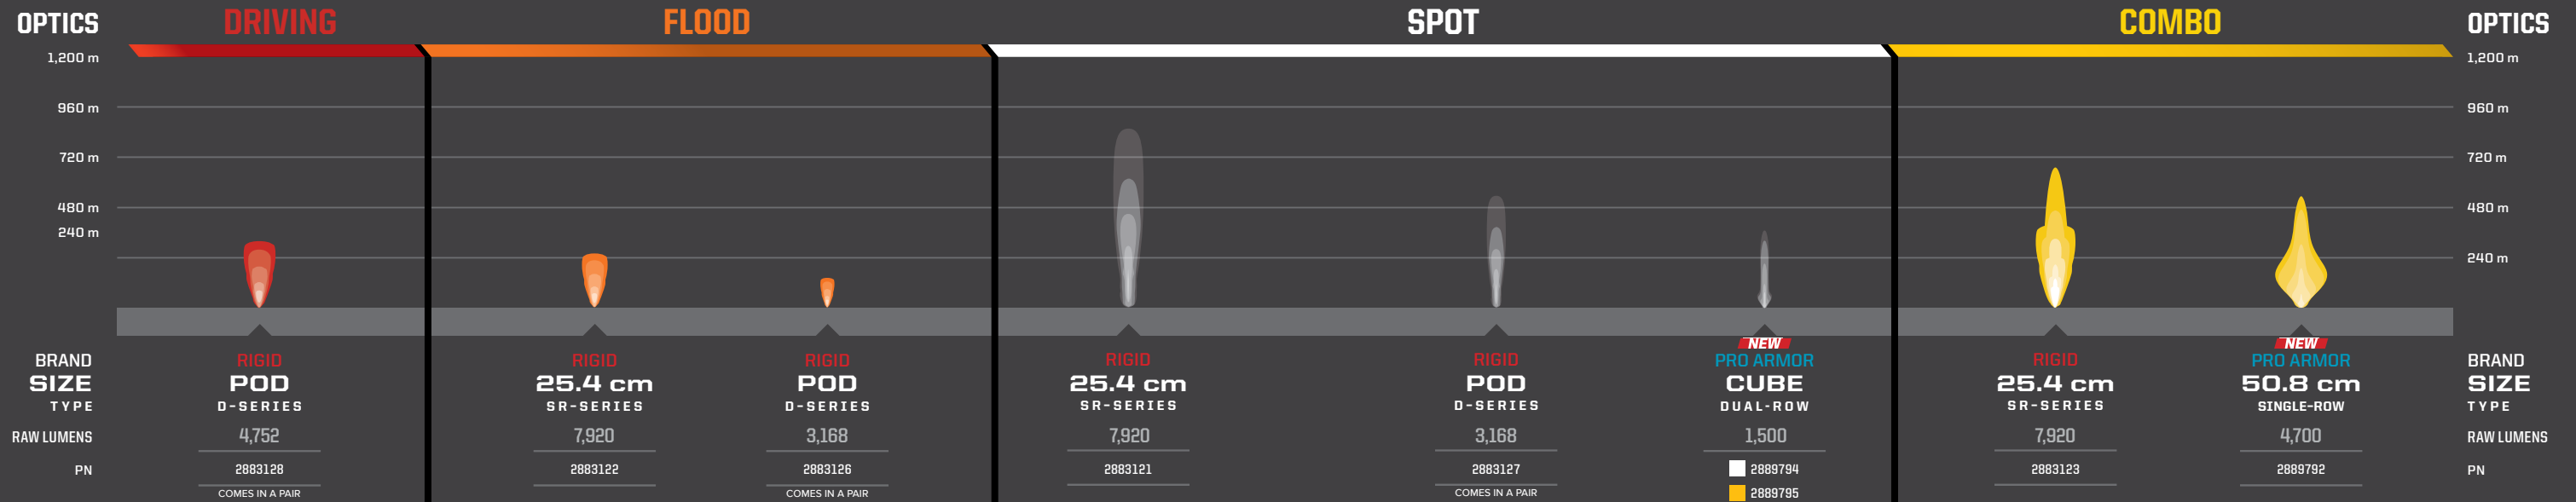 OPTICS DRIVING FLOOD SPOT COMBO OPTICS
1,200 m 1,200 m
960 m 960 m
720 m 720 m
480 m 480 m
240 m 240 m
NEW NEW
BRAND RIGID RIGID RIGID RIGID RIGID PRO ARMOR RIGID PRO ARMOR BRAND
SIZE POD 25.4 cm POD 25.4 cm POD CUBE 25.4 cm 50.8 cm SIZE
TYPE D-SERIES SR-SERIES D-SERIES SR-SERIES D-SERIES DUAL-ROW SR-SERIES SINGLE-ROW TYPE
RAW LUMENS 4,752 7,920 3,168 7,920 3,168 1,500 7,920 4,700 RAW LUMENS
PN 2883128 2883122 2883126 2883121 2883127 2889794 2883123 2889792 PN
COMES IN A PAIR COMES IN A PAIR COMES IN A PAIR 2889795